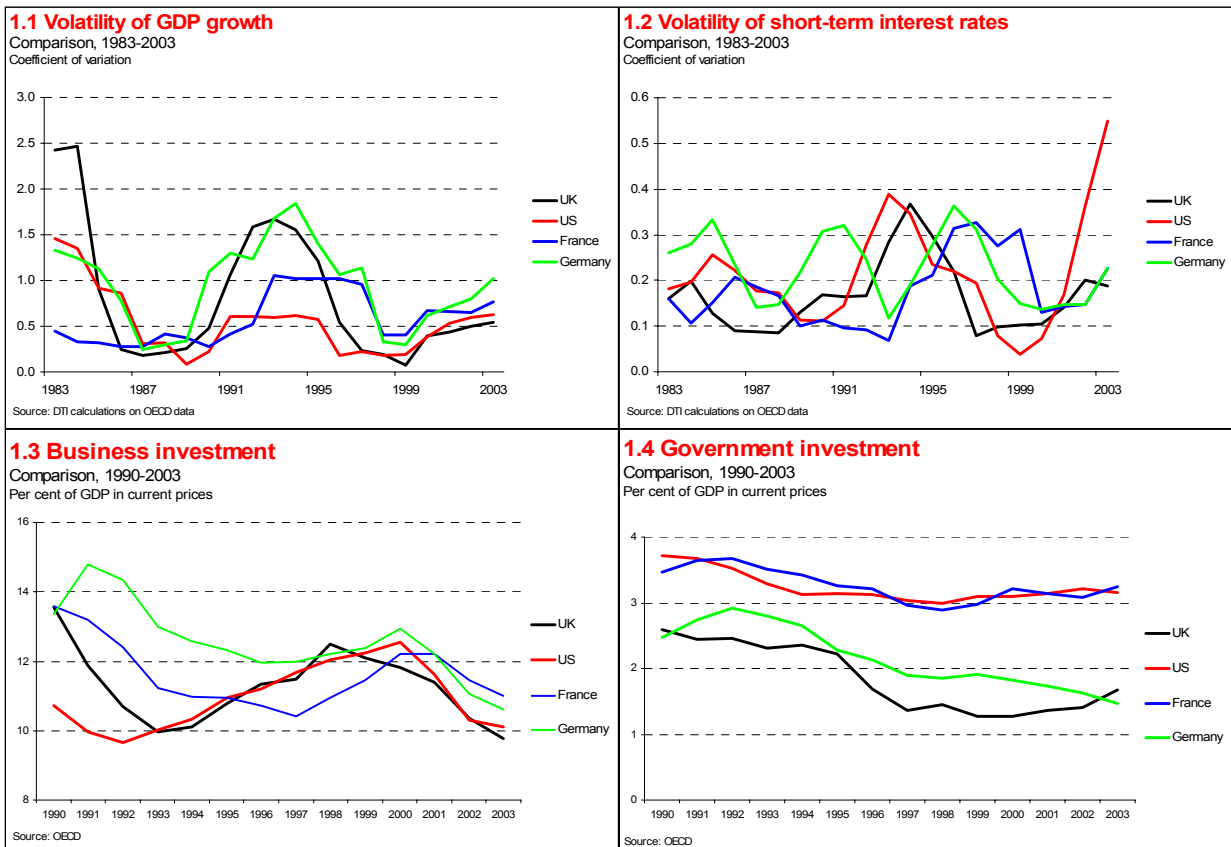 1.1 Volatility of GDP growth
Comparison, 1983-2003
Coefficient of variation
3.0
2.5
2.0
1.5
1.0
0.5
0.0
1983 1987 1991 1995 1999 2003
UK
US
France
Germany
Source: DTI calculations on OECD data
1.2 Volatility of short-term interest rates
Comparison, 1983-2003
Coefficient of variation
0.6
0.5
0.4
0.3
0.2
0.1
0.0
1983 1987 1991 1995 1999 2003
UK
US
France
Germany
Source: DTI calculations on OECD data
1.3 Business investment
Comparison, 1990-2003
Per cent of GDP in current prices
16
14
12
10
8
1990 1991 1992 1993 1994 1995 1996 1997 1998 1999 2000 2001 2002 2003
UK
US
France
Germany
Source: OECD
1.4 Government investment
Comparison, 1990-2003
Per cent of GDP in current prices
4
3
2
1
0
1990 1991 1992 1993 1994 1995 1996 1997 1998 1999 2000 2001 2002 2003
UK
US
France
Germany
Source: OECD